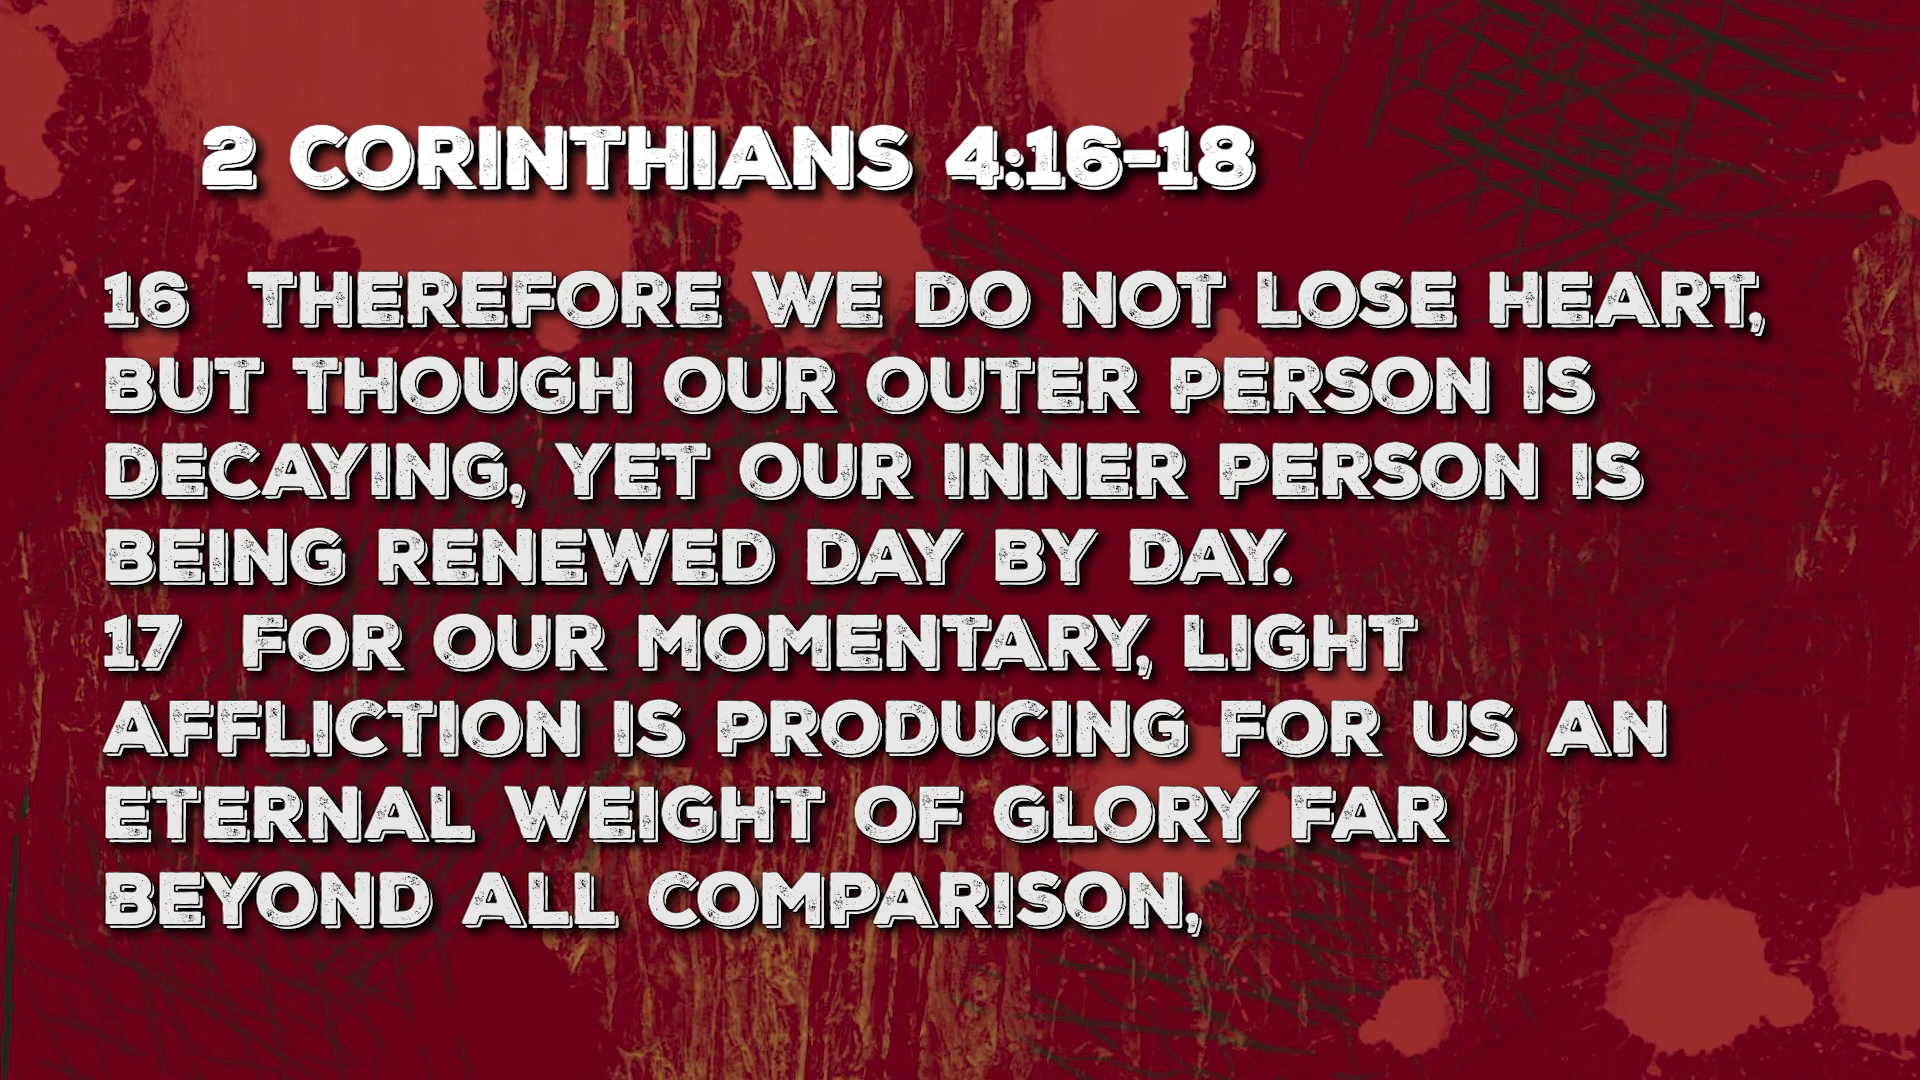 2 CORINTHIANS 4:16-18
16 THEREFORE WE DO NOT LOSE HEART,
BUT THOUGH OUR OUTER PERSON IS
DECAYING, YET OUR INNER PERSON IS
BEING RENEWED DAY BY DAY.
17 FOR OUR MOMENTARY, LIGHT
AFFLICTION IS PRODUCING FOR US AN
ETERNAL WEIGHT OF GLORY FAR
BEYOND ALL COMPARISON,